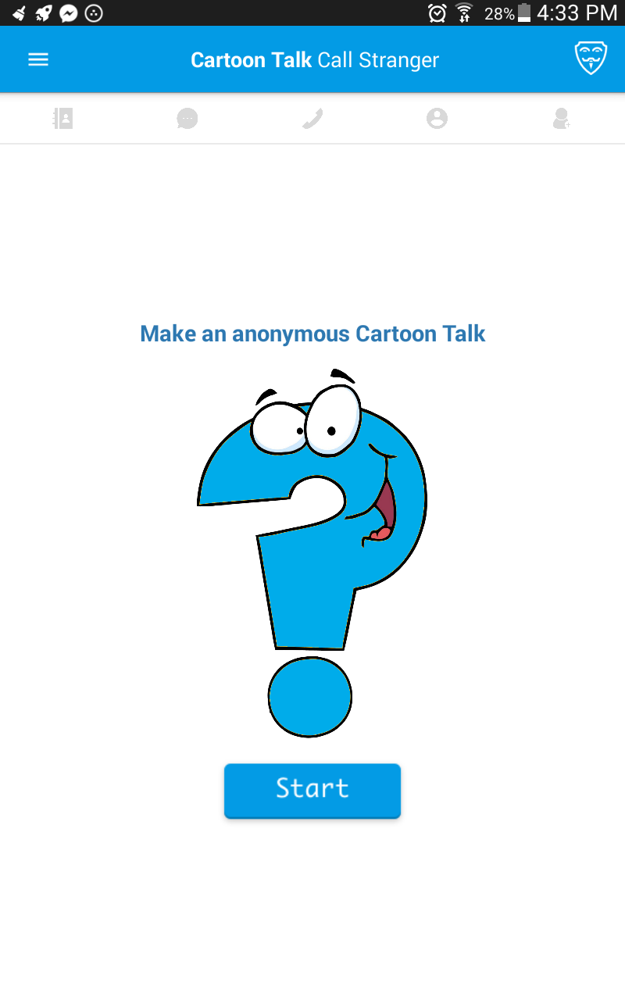 28% 4:33 PM
Cartoon Talk Call Stranger
Make an anonymous Cartoon Talk
Start